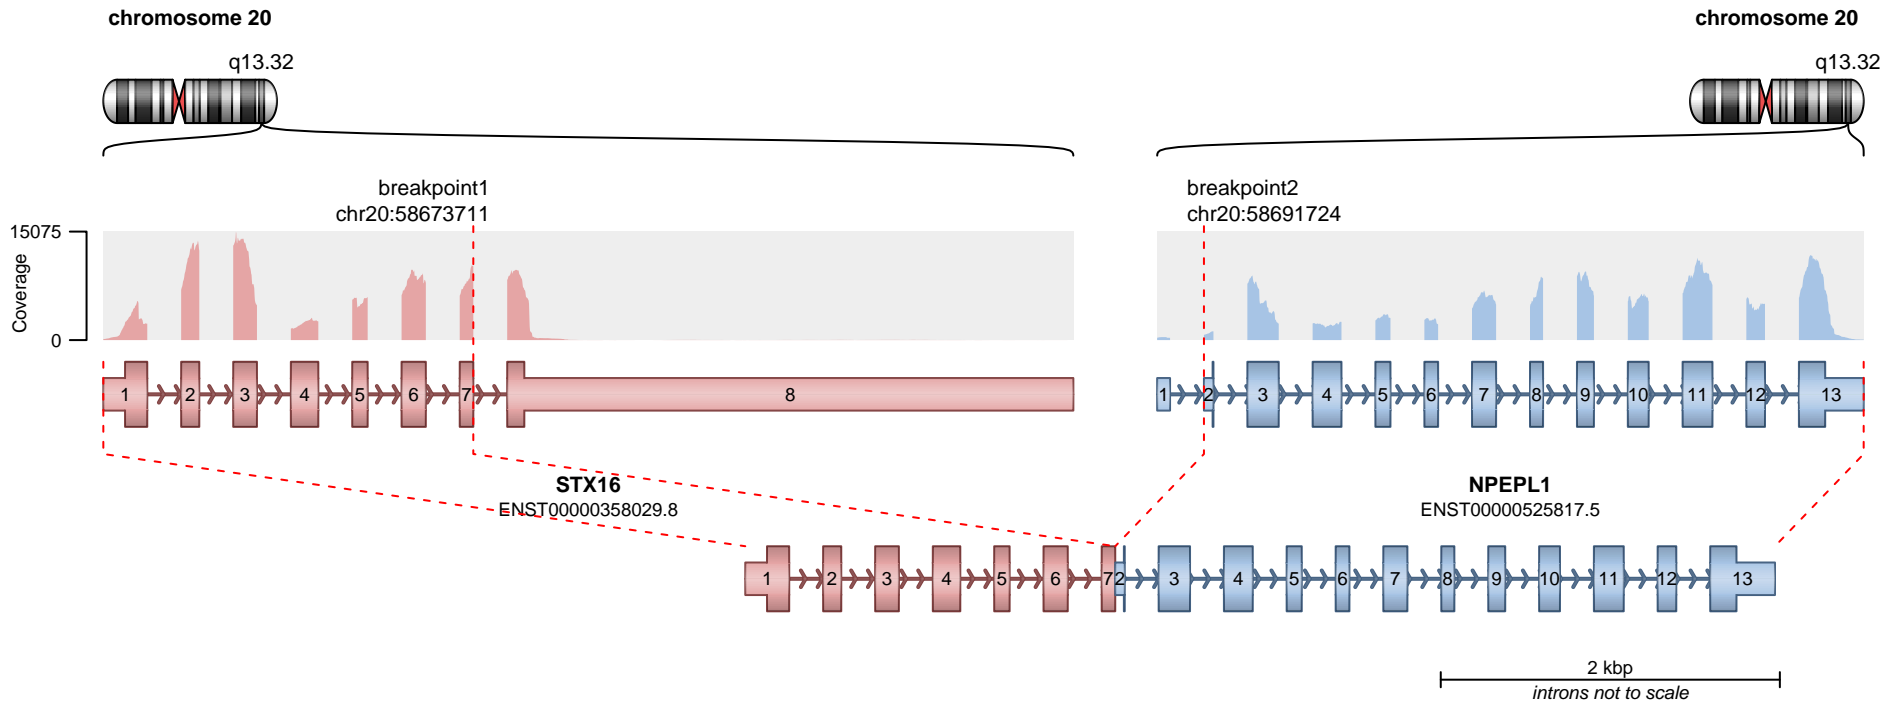 chromosome 20
chromosome 20
q13.32
q13.32
breakpoint1
chr20:58673711
breakpoint2
chr20:58691724
15075
Coverage
0
1 2 3 4 5 6 7 8
1 2 3 4 5 6 7 8 9 10 11 12 13
STX16
ENST00000358029.8
NPEPL1
ENST00000525817.5
1 2 3 4 5 6 7 2 3 4 5 6 7 8 9 10 11 12 13
2 kbp
introns not to scale